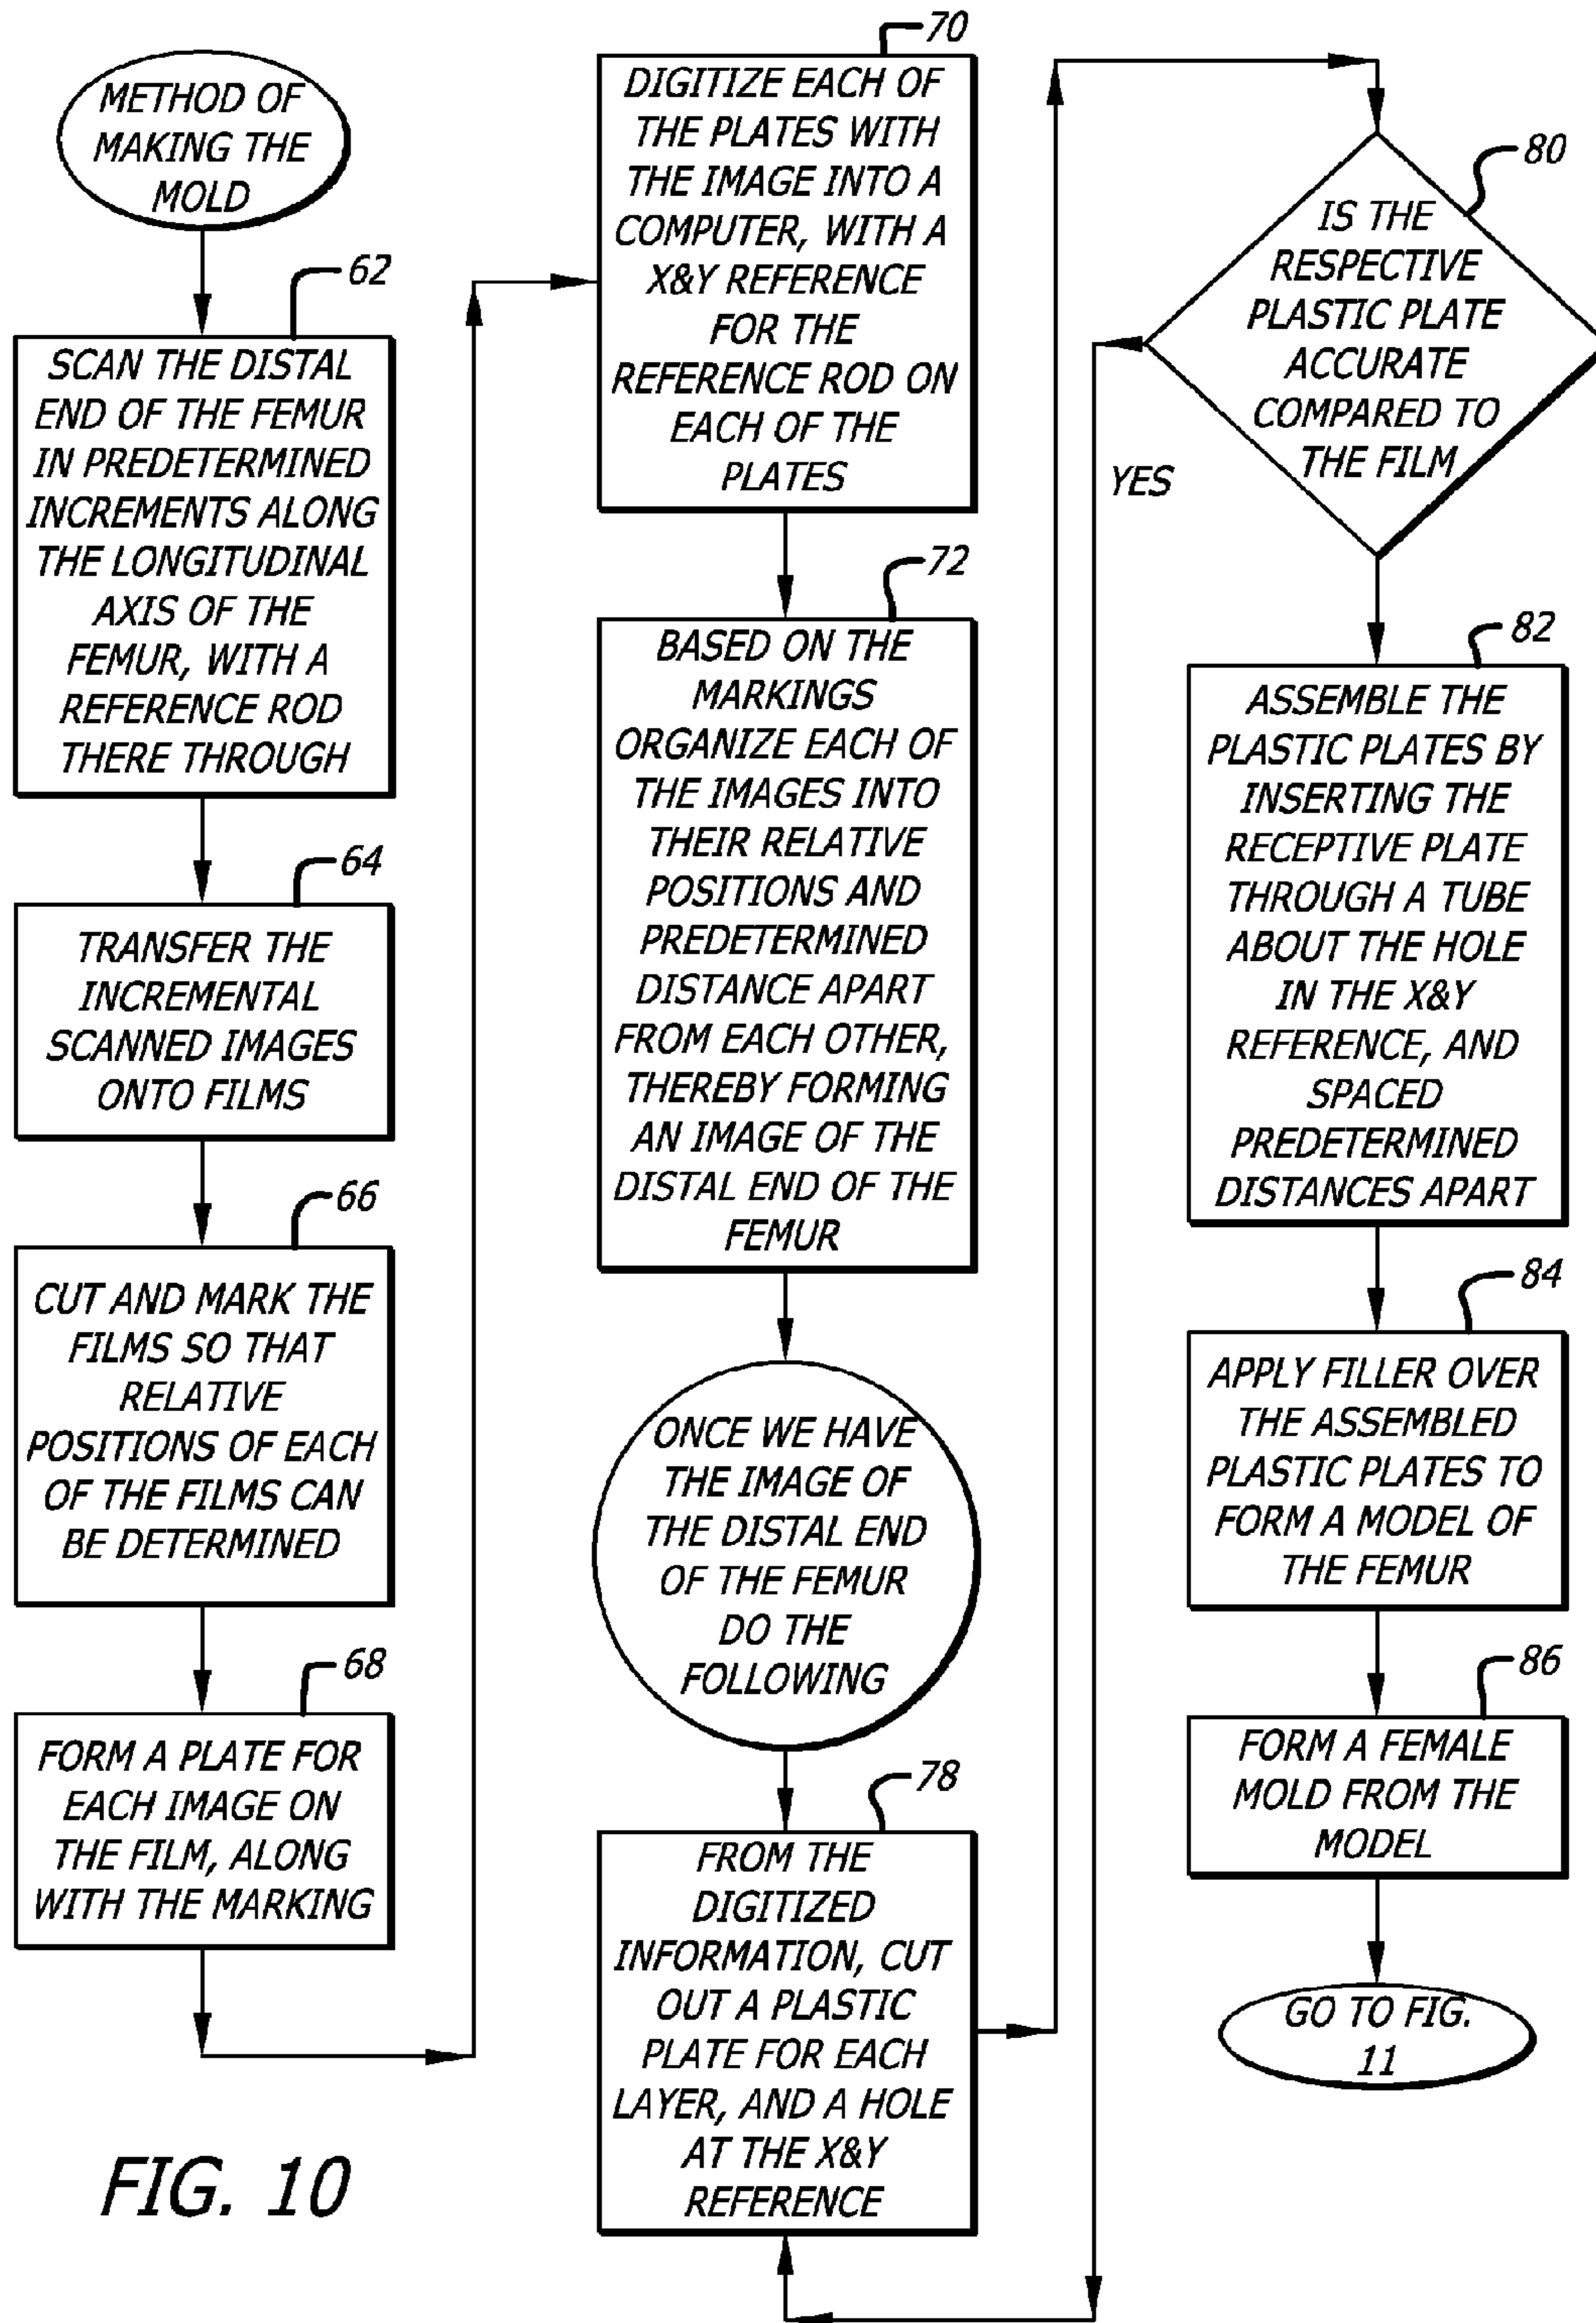 METHOD OF
MAKING THE
MOLD
62
SCAN THE DISTAL
END OF THE FEMUR
IN PREDETERMINED
INCREMENTS ALONG
THE LONGITUDINAL
AXIS OF THE
FEMUR, WITH A
REFERENCE ROD
THERE THROUGH
64
TRANSFER THE
INCREMENTAL
SCANNED IMAGES
ONTO FILMS
66
CUT AND MARK THE
FILMS SO THAT
RELATIVE
POSITIONS OF EACH
OF THE FILMS CAN
BE DETERMINED
68
FORM A PLATE FOR
EACH IMAGE ON
THE FILM, ALONG
WITH THE MARKING
70
DIGITIZE EACH OF
THE PLATES WITH
THE IMAGE INTO A
COMPUTER, WITH A
X&Y REFERENCE
FOR THE
REFERENCE ROD ON
EACH OF THE
PLATES
72
BASED ON THE
MARKINGS
ORGANIZE EACH OF
THE IMAGES INTO
THEIR RELATIVE
POSITIONS AND
PREDETERMINED
DISTANCE APART
FROM EACH OTHER,
THEREBY FORMING
AN IMAGE OF THE
DISTAL END OF THE
FEMUR
ONCE WE HAVE
THE IMAGE OF
THE DISTAL END
OF THE FEMUR
DO THE
FOLLOWING
78
FROM THE
DIGITIZED
INFORMATION, CUT
OUT A PLASTIC
PLATE FOR EACH
LAYER, AND A HOLE
AT THE X&Y
REFERENCE
80
IS THE
RESPECTIVE
PLASTIC PLATE
ACCURATE
COMPARED TO
THE FILM
YES
82
ASSEMBLE THE
PLASTIC PLATES BY
INSERTING THE
RECEPTIVE PLATE
THROUGH A TUBE
ABOUT THE HOLE
IN THE X&Y
REFERENCE, AND
SPACED
PREDETERMINED
DISTANCES APART
84
APPLY FILLER OVER
THE ASSEMBLED
PLASTIC PLATES TO
FORM A MODEL OF
THE FEMUR
86
FORM A FEMALE
MOLD FROM THE
MODEL
GO TO FIG.
11
FIG. 10